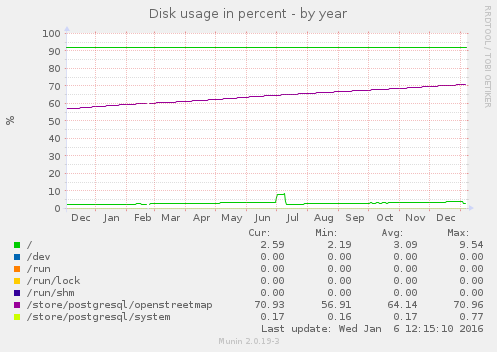 Disk usage in percent - by year
RRDTOOL / TOBI OETIKER
100
90
80
70
60
50
40
30
20
10
0
%
Dec Jan Feb Mar Apr May Jun Jul Aug Sep Oct Nov Dec
Cur: Min: Avg: Max:
/ 2.59 2.19 3.09 9.54
/dev 0.00 0.00 0.00 0.00
/run 0.00 0.00 0.00 0.00
/run/lock 0.00 0.00 0.00 0.00
/run/shm 0.00 0.00 0.00 0.00
/store/postgresql/openstreetmap 70.93 56.91 64.14 70.96
/store/postgresql/system 0.17 0.16 0.17 0.77
Last update: Wed Jan 6 12:15:10 2016
Munin 2.0.19-3